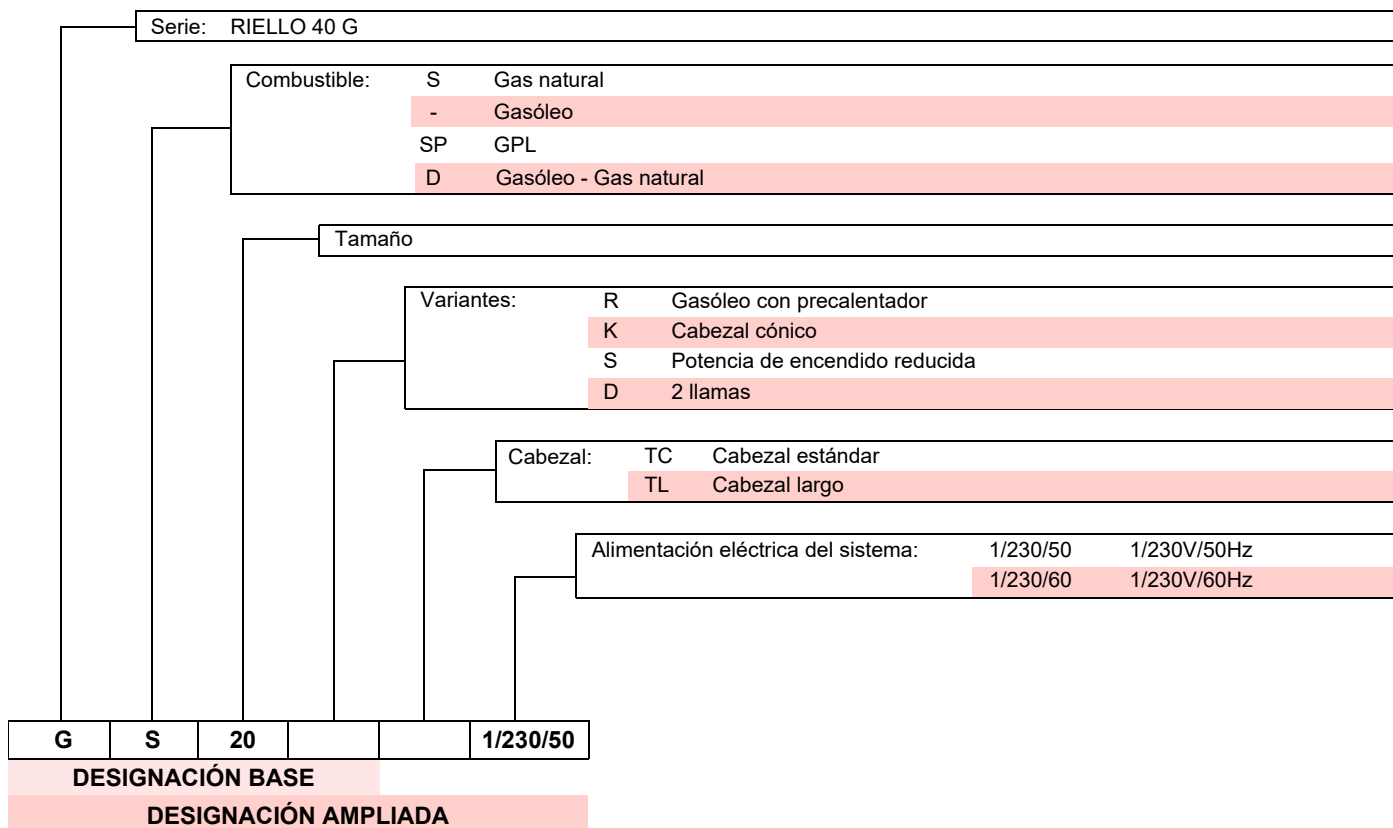 Serie: RIELLO 40 G
Combustible: S Gas natural
- Gasóleo
SP GPL
D Gasóleo - Gas natural
Tamaño
Variantes: R Gasóleo con precalentador
K Cabezal cónico
S Potencia de encendido reducida
D 2 llamas
Cabezal: TC Cabezal estándar
TL Cabezal largo
Alimentación eléctrica del sistema: 1/230/50 1/230V/50Hz
1/230/60 1/230V/60Hz
G S 20 1/230/50
DESIGNACIÓN BASE
DESIGNACIÓN AMPLIADA